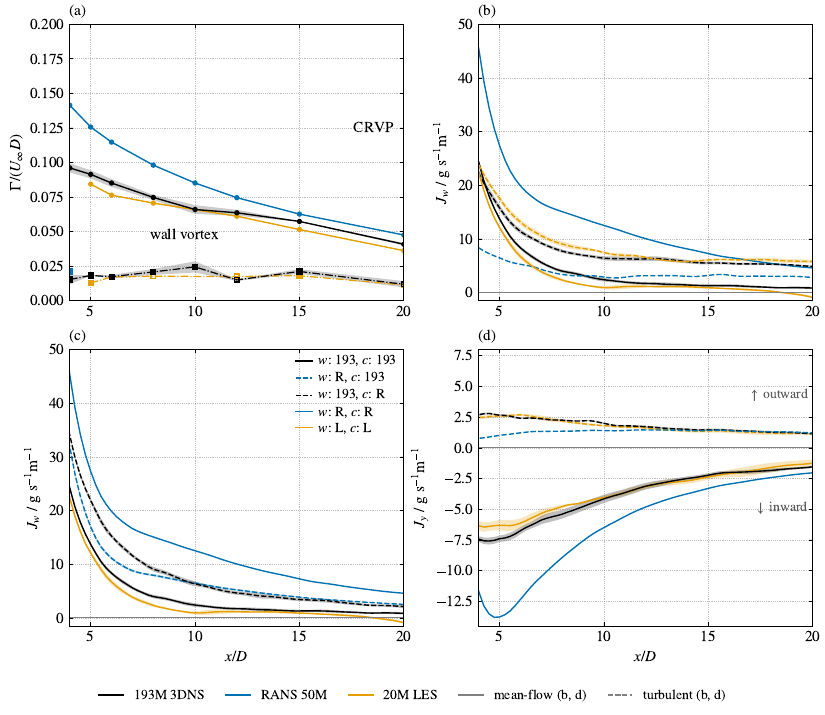 (a)
0.200
0.175
0.150
0.125
0.100
0.075
0.050
0.025
0.000
Γ/(U∞D)
CRVP
wall vortex
5
10
15
20
(b)
50
40
30
20
10
0
J_w / g s⁻¹m⁻¹
5
10
15
20
(c)
50
40
30
20
10
0
J_w / g s⁻¹m⁻¹
w: 193, c: 193
w: R, c: 193
w: 193, c: R
w: R, c: R
w: L, c: L
5
10
15
20
x/D
(d)
7.5
5.0
2.5
0.0
−2.5
−5.0
−7.5
−10.0
−12.5
J_y / g s⁻¹m⁻¹
↑ outward
↓ inward
5
10
15
20
x/D
193M 3DNS RANS 50M 20M LES mean-flow (b, d) turbulent (b, d)